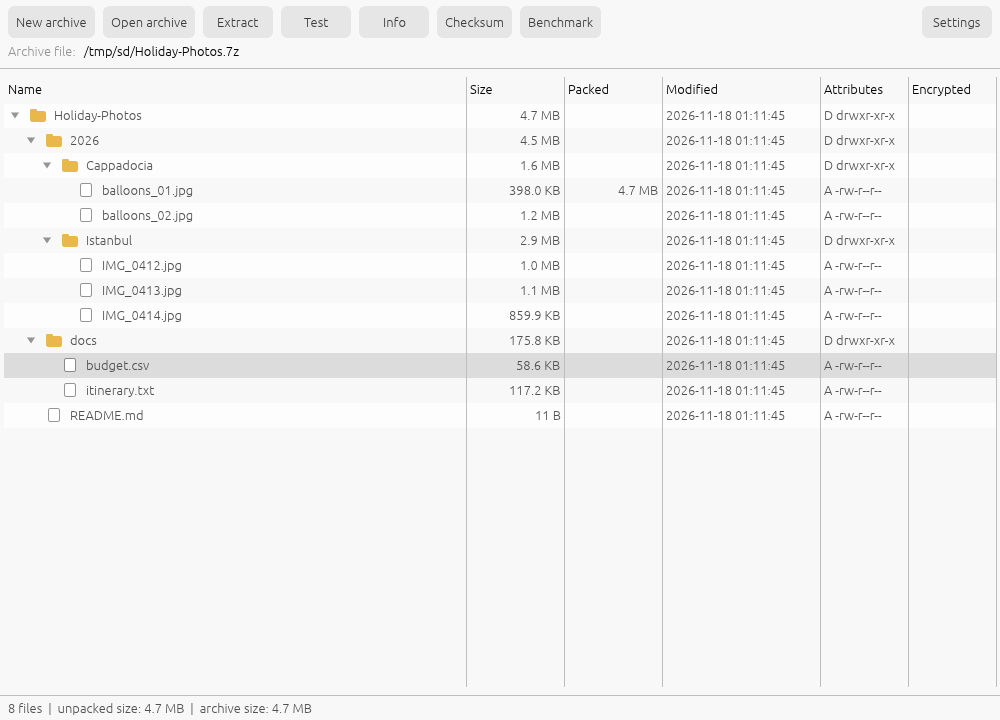 New archive Open archive Extract Test Info Checksum Benchmark Settings
Archive file: /tmp/sd/Holiday-Photos.7z
Name Size Packed Modified Attributes Encrypted
Holiday-Photos 4.7 MB 2026-11-18 01:11:45 D drwxr-xr-x
2026 4.5 MB 2026-11-18 01:11:45 D drwxr-xr-x
Cappadocia 1.6 MB 2026-11-18 01:11:45 D drwxr-xr-x
balloons_01.jpg 398.0 KB 4.7 MB 2026-11-18 01:11:45 A -rw-r--r--
balloons_02.jpg 1.2 MB 2026-11-18 01:11:45 A -rw-r--r--
Istanbul 2.9 MB 2026-11-18 01:11:45 D drwxr-xr-x
IMG_0412.jpg 1.0 MB 2026-11-18 01:11:45 A -rw-r--r--
IMG_0413.jpg 1.1 MB 2026-11-18 01:11:45 A -rw-r--r--
IMG_0414.jpg 859.9 KB 2026-11-18 01:11:45 A -rw-r--r--
docs 175.8 KB 2026-11-18 01:11:45 D drwxr-xr-x
budget.csv 58.6 KB 2026-11-18 01:11:45 A -rw-r--r--
itinerary.txt 117.2 KB 2026-11-18 01:11:45 A -rw-r--r--
README.md 11 B 2026-11-18 01:11:45 A -rw-r--r--
8 files | unpacked size: 4.7 MB | archive size: 4.7 MB